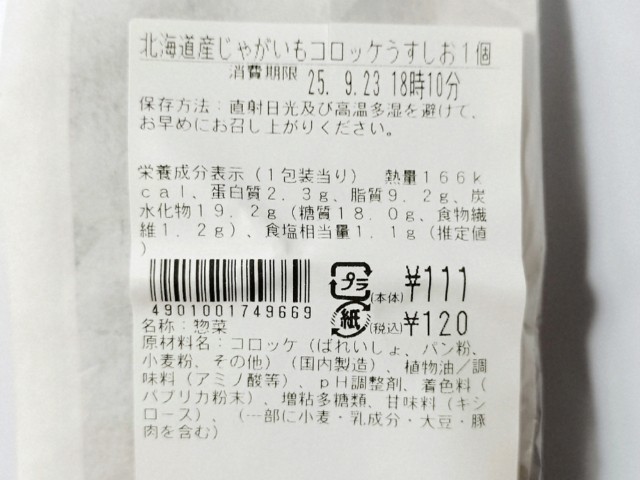 北海道産じゃがいもコロッケうすしお1個
消費期限 25. 9.23 18時10分
保存方法：直射日光及び高温多湿を避けて、
お早めにお召し上がりください。
栄養成分表示（1包装当り） 熱量166k
cal、蛋白質2．3g、脂質9．2g、炭
水化物19．2g（糖質18．0g、食物繊
維1．2g）、食塩相当量1．1g（推定値
）
プラ
(本体) ¥111
4901001749669
紙
(税込) ¥120
名称：惣菜
原材料名：コロッケ（ばれいしょ、パン粉、
小麦粉、その他）（国内製造）、植物油／調
味料（アミノ酸等）、pH調整剤、着色料（
パプリカ粉末）、増粘多糖類、甘味料（キシ
ロース）、（一部に小麦・乳成分・大豆・豚
肉を含む）